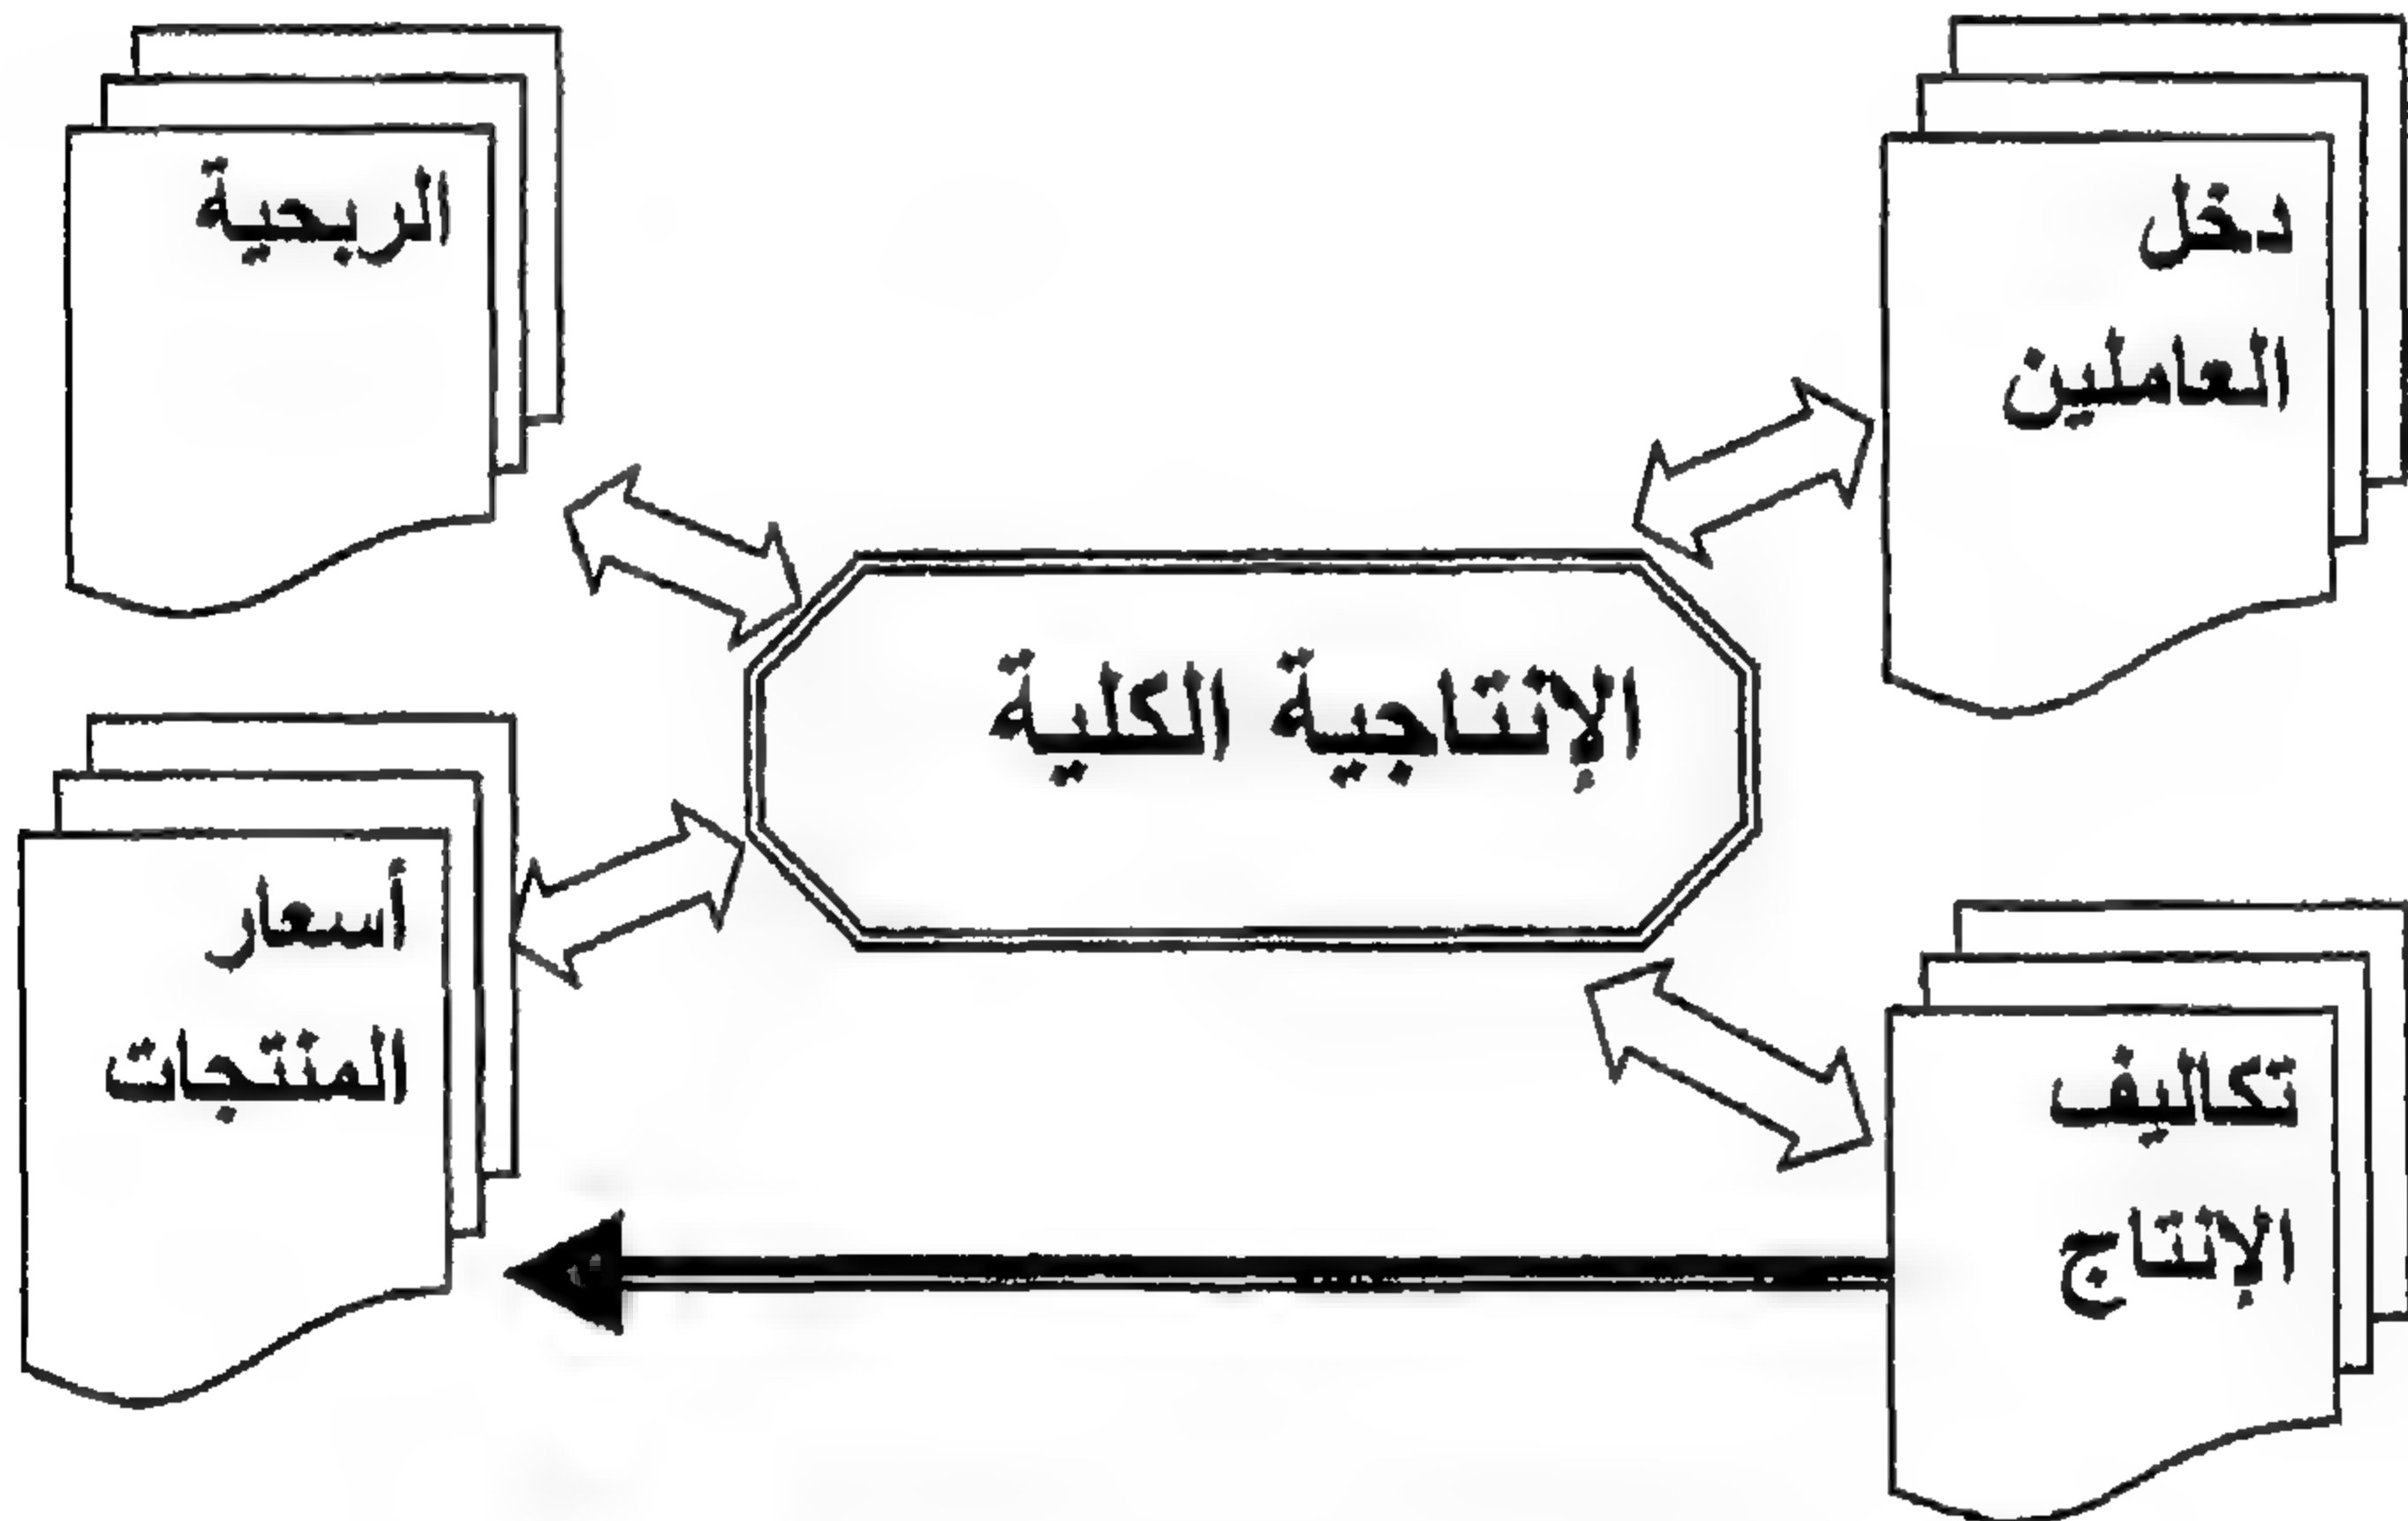 دخل
العاملين
الربحية
الإنتاجية الكلية
أسعار
المنتجات
تكاليف
الإنتاج